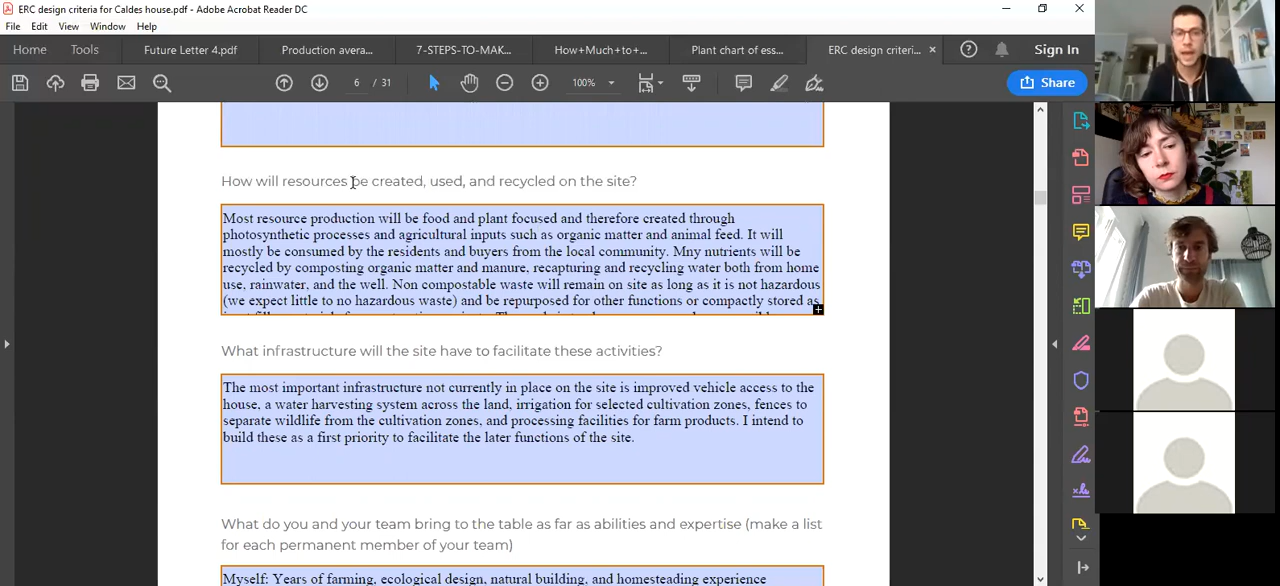 ERC design criteria for Caldes house.pdf - Adobe Acrobat Reader DC
File Edit View Window Help
Home Tools Future Letter 4.pdf Production avera... 7-STEPS-TO-MAK... How+Much+to+... Plant chart of ess... ERC design criteri... × Sign In
6 / 31 100% Share
How will resources be created, used, and recycled on the site?
Most resource production will be food and plant focused and therefore created through
photosynthetic processes and agricultural inputs such as organic matter and animal feed. It will
mostly be consumed by the residents and buyers from the local community. Mny nutrients will be
recycled by composting organic matter and manure, recapturing and recycling water both from home
use, rainwater, and the well. Non compostable waste will remain on site as long as it is not hazardous
(we expect little to no hazardous waste) and be repurposed for other functions or compactly stored as
What infrastructure will the site have to facilitate these activities?
The most important infrastructure not currently in place on the site is improved vehicle access to the
house, a water harvesting system across the land, irrigation for selected cultivation zones, fences to
separate wildlife from the cultivation zones, and processing facilities for farm products. I intend to
build these as a first priority to facilitate the later functions of the site.
What do you and your team bring to the table as far as abilities and expertise (make a list
for each permanent member of your team)
Myself: Years of farming, ecological design, natural building, and homesteading experience